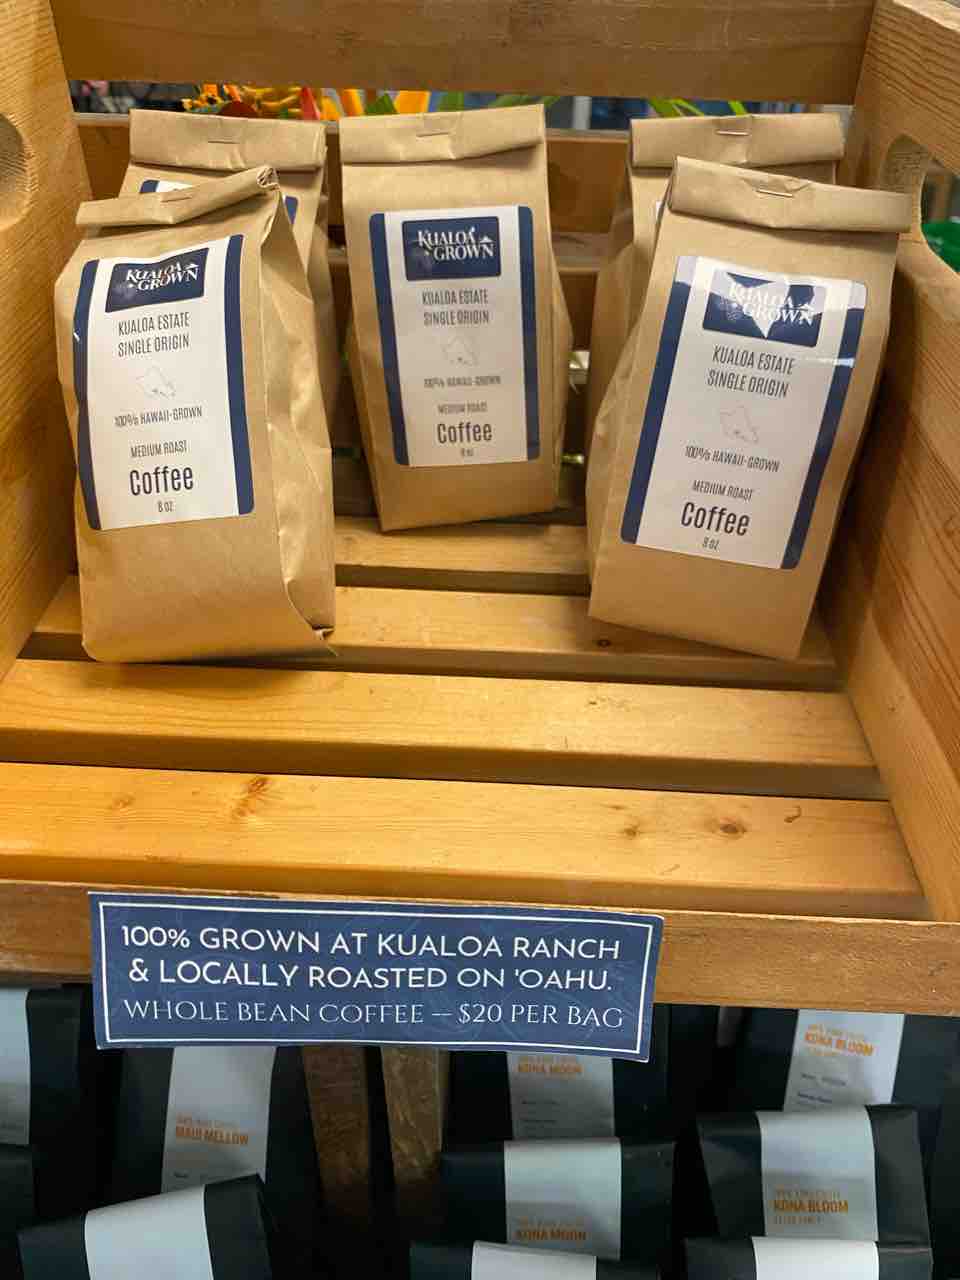 KUALOA
GROWN
KUALOA ESTATE
SINGLE ORIGIN
100% HAWAII-GROWN
MEDIUM ROAST
Coffee
8 oz
KUALOA
GROWN
KUALOA ESTATE
SINGLE ORIGIN
100% HAWAII-GROWN
MEDIUM ROAST
Coffee
8 oz
KUALOA
GROWN
KUALOA ESTATE
SINGLE ORIGIN
100% HAWAII-GROWN
MEDIUM ROAST
Coffee
8 oz
100% GROWN AT KUALOA RANCH
& LOCALLY ROASTED ON 'OAHU.
WHOLE BEAN COFFEE — $20 PER BAG
MAUI MELLOW
KONA MOON
KONA BLOOM
KONA MOON
KONA BLOOM